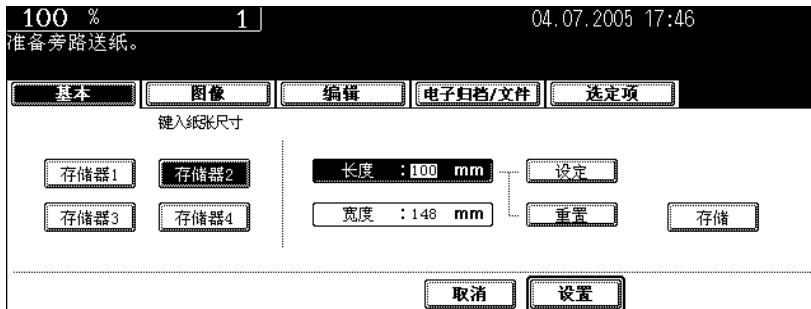 100 % 1 04.07.2005 17:46
准备旁路送纸。
基本 图像 编辑 电子归档/文件 选定项
键入纸张尺寸
存储器1 存储器2 长度 :100 mm 设定
存储器3 存储器4 宽度 :148 mm 重置 存储
取消 设置